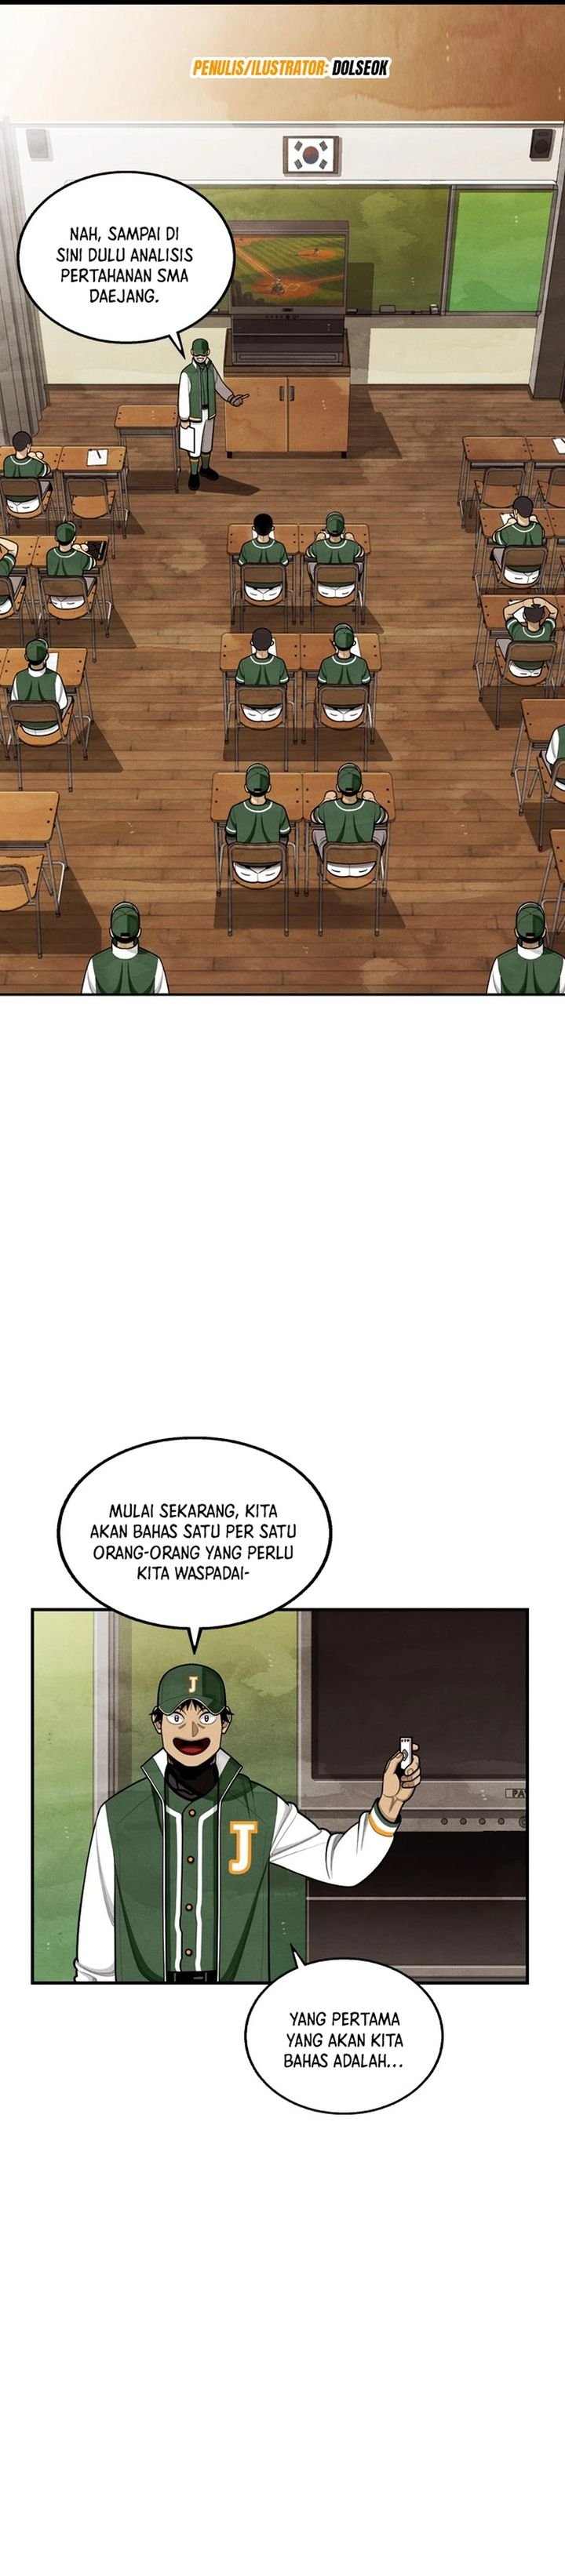 PENULIS/ILUSTRATOR: DOLSEOK
NAH, SAMPAI DI
SINI DULU ANALISIS
PERTAHANAN SMA
DAEJANG.
MULAI SEKARANG, KITA
AKAN BAHAS SATU PER SATU
ORANG-ORANG YANG PERLU
KITA WASPADAI-
J
J
PA
YANG PERTAMA
YANG AKAN KITA
BAHAS ADALAH...